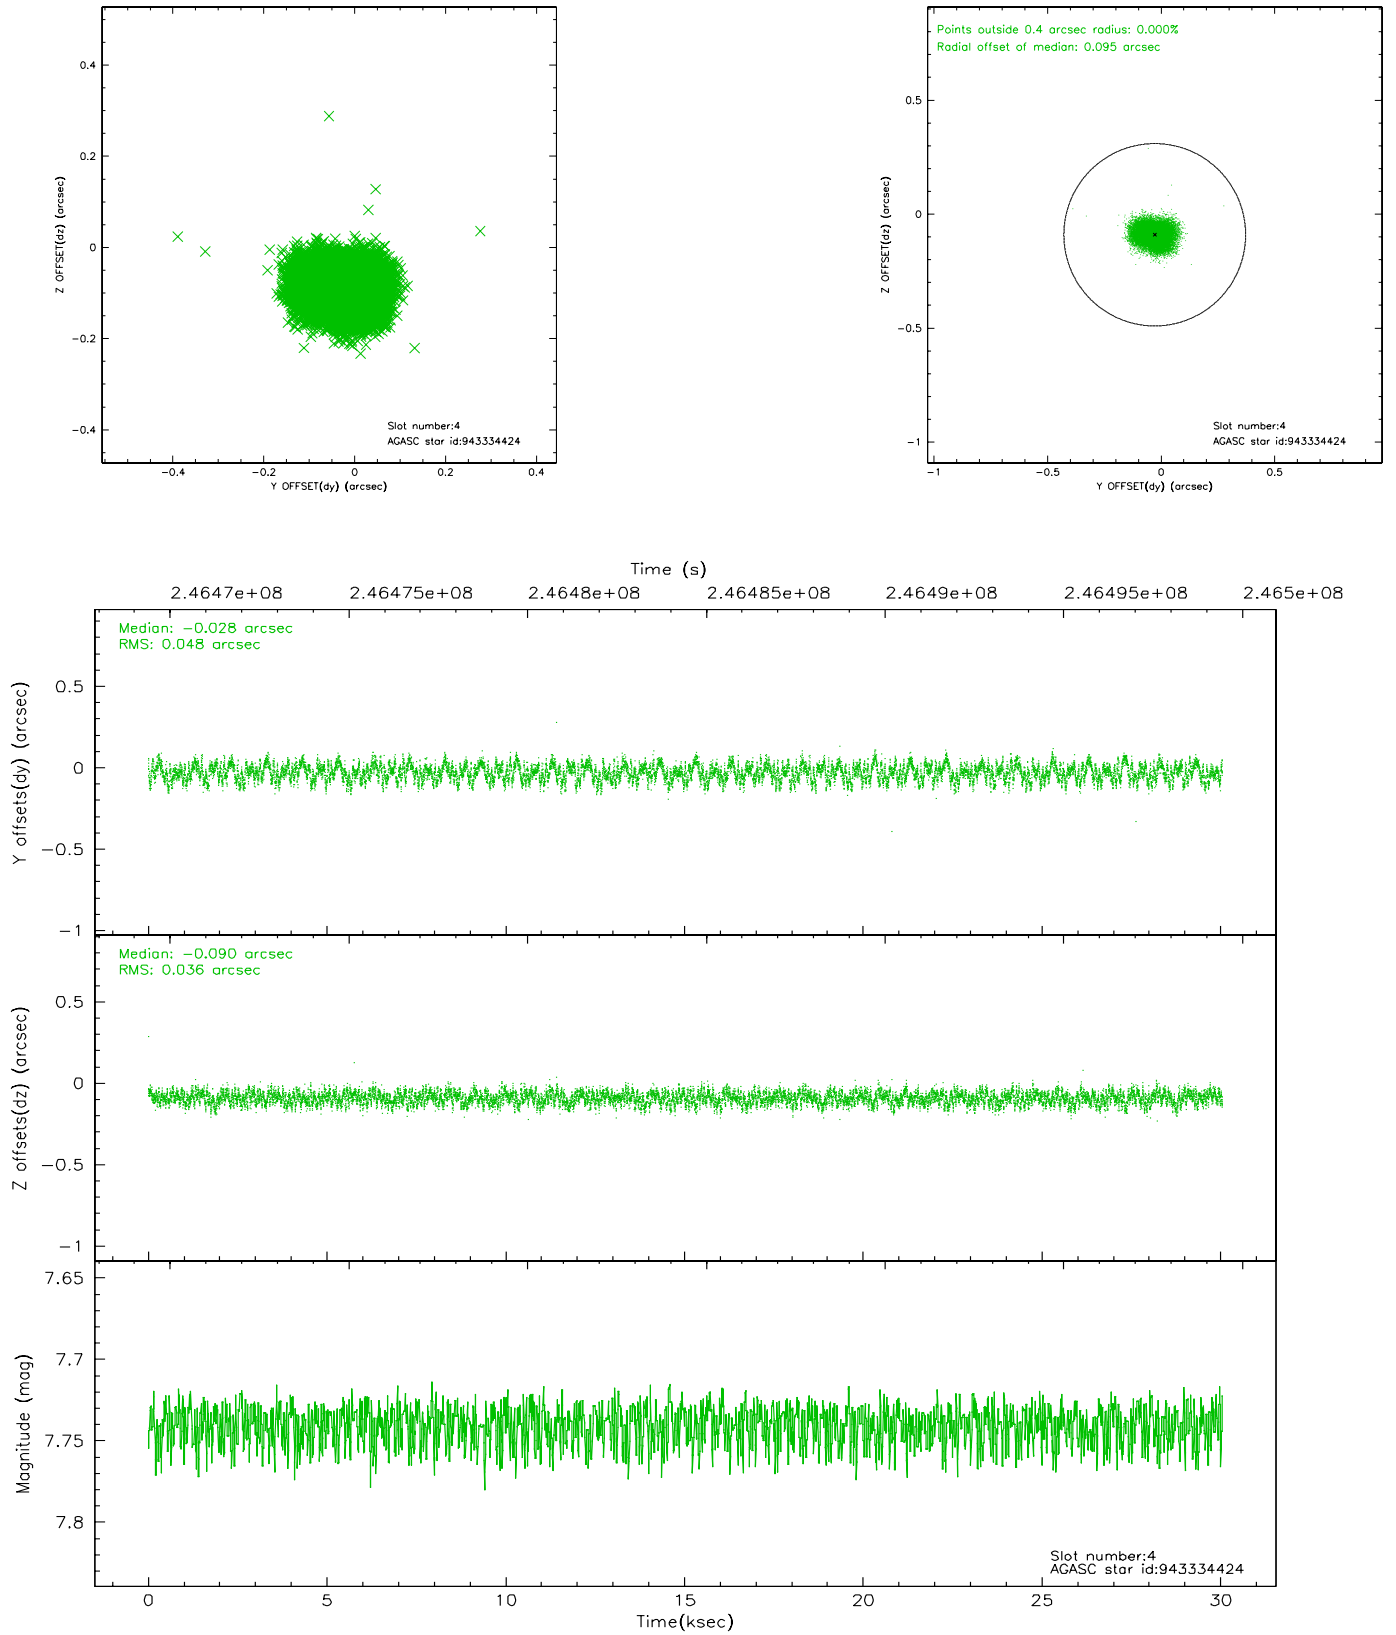 0.4
0.2
0
−0.2
−0.4
Z OFFSET(dz) (arcsec)
−0.4 −0.2 0 0.2 0.4
Y OFFSET(dy) (arcsec)
Slot number:4
AGASC star id:943334424
Points outside 0.4 arcsec radius: 0.000%
Radial offset of median: 0.095 arcsec
0.5
0
−0.5
−1
Z OFFSET(dz) (arcsec)
−1 −0.5 0 0.5
Y OFFSET(dy) (arcsec)
Slot number:4
AGASC star id:943334424
Time (s)
2.4647e+08 2.46475e+08 2.4648e+08 2.46485e+08 2.4649e+08 2.46495e+08 2.465e+08
Median: −0.028 arcsec
RMS: 0.048 arcsec
0.5
0
−0.5
−1
Y offsets(dy) (arcsec)
Median: −0.090 arcsec
RMS: 0.036 arcsec
0.5
0
−0.5
−1
Z offsets(dz) (arcsec)
7.65
7.7
7.75
7.8
Magnitude (mag)
Slot number:4
AGASC star id:943334424
0 5 10 15 20 25 30
Time(ksec)